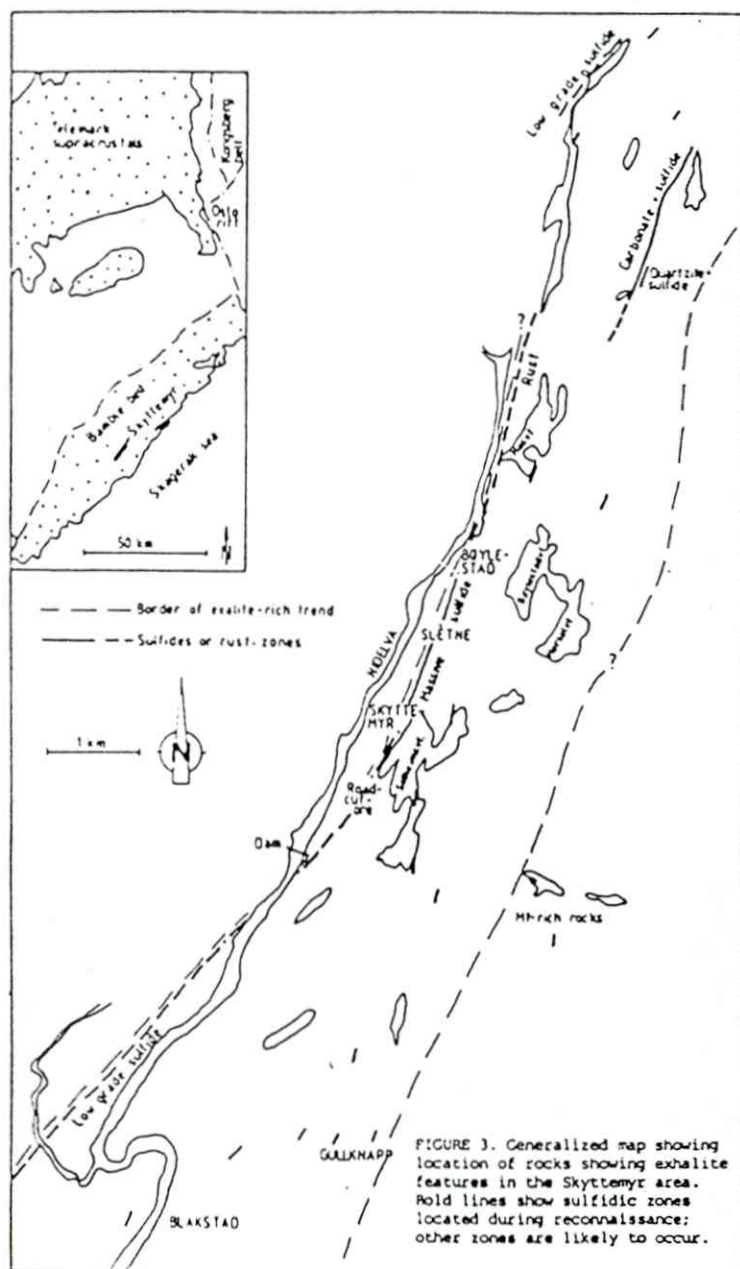 Telemark
supracrustals
Kongsberg
belt
Oslo
rift
Bamble belt
Skyttemyr
Skagerak sea
50 km
N
Border of exalite-rich trend
Sulfides or rust-zones
1 km
N
Low grade sulfide
Carbonate - sulfide
Quartzite-
sulfide
?
Rust
BØYLE-
STAD
SLETHE
Massive sulfide
NIDELVA
SKYTTE-
MYR
?
Road-
cut-
ore
Dam
Mt-rich rocks
Low grade sulfide
GULLKNAPP
BLAKSTAD
FIGURE 3. Generalized map showing
location of rocks showing exhalite
features in the Skyttemyr area.
Bold lines show sulfidic zones
located during reconnaissance;
other zones are likely to occur.